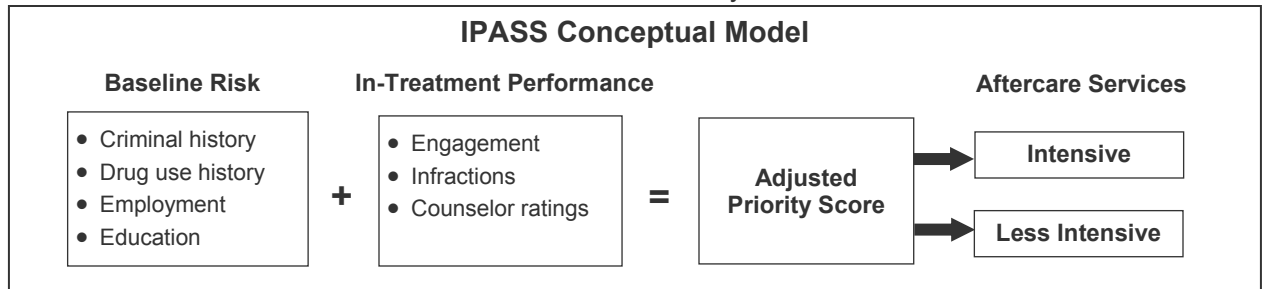 IPASS Conceptual Model
Baseline Risk
In-Treatment Performance
Aftercare Services
• Criminal history
• Drug use history
• Employment
• Education
+
• Engagement
• Infractions
• Counselor ratings
=
Adjusted
Priority Score
Intensive
Less Intensive